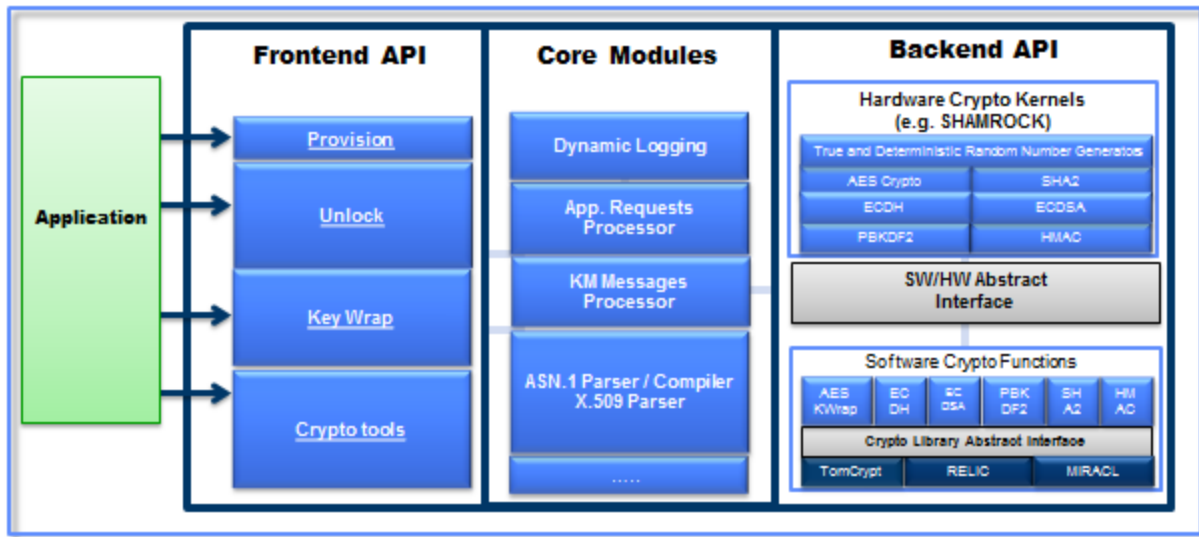 Application
Frontend API
Provision
Unlock
Key Wrap
Crypto tools
Core Modules
Dynamic Logging
App. Requests
Processor
KM Messages
Processor
ASN.1 Parser / Compiler
X.509 Parser
.....
Backend API
Hardware Crypto Kernels
(e.g. SHAMROCK)
True and Deterministic Random Number Generators
AES Crypto
SHA2
ECDH
ECDSA
PBKDF2
HMAC
SW/HW Abstract
Interface
Software Crypto Functions
AES
KWrap
EC
DH
EC
DSA
PBK
DF2
SH
A2
HM
AC
Crypto Library Abstract Interface
TomCrypt
RELIC
MIRACL